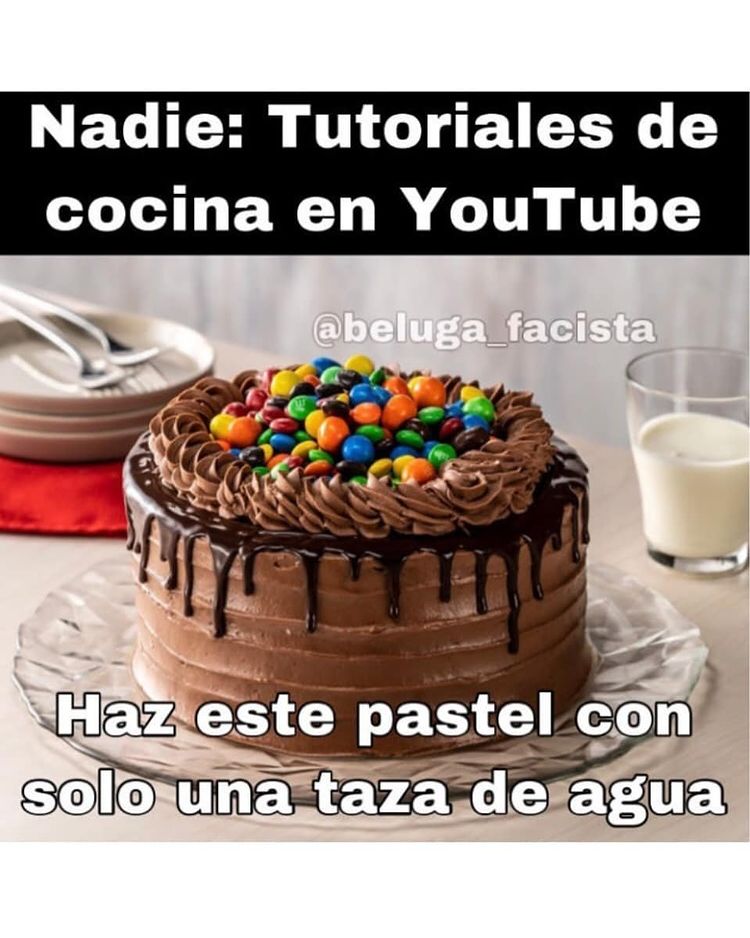 Nadie: Tutoriales de
cocina en YouTube
@beluga_facista
Haz este pastel con
solo una taza de agua